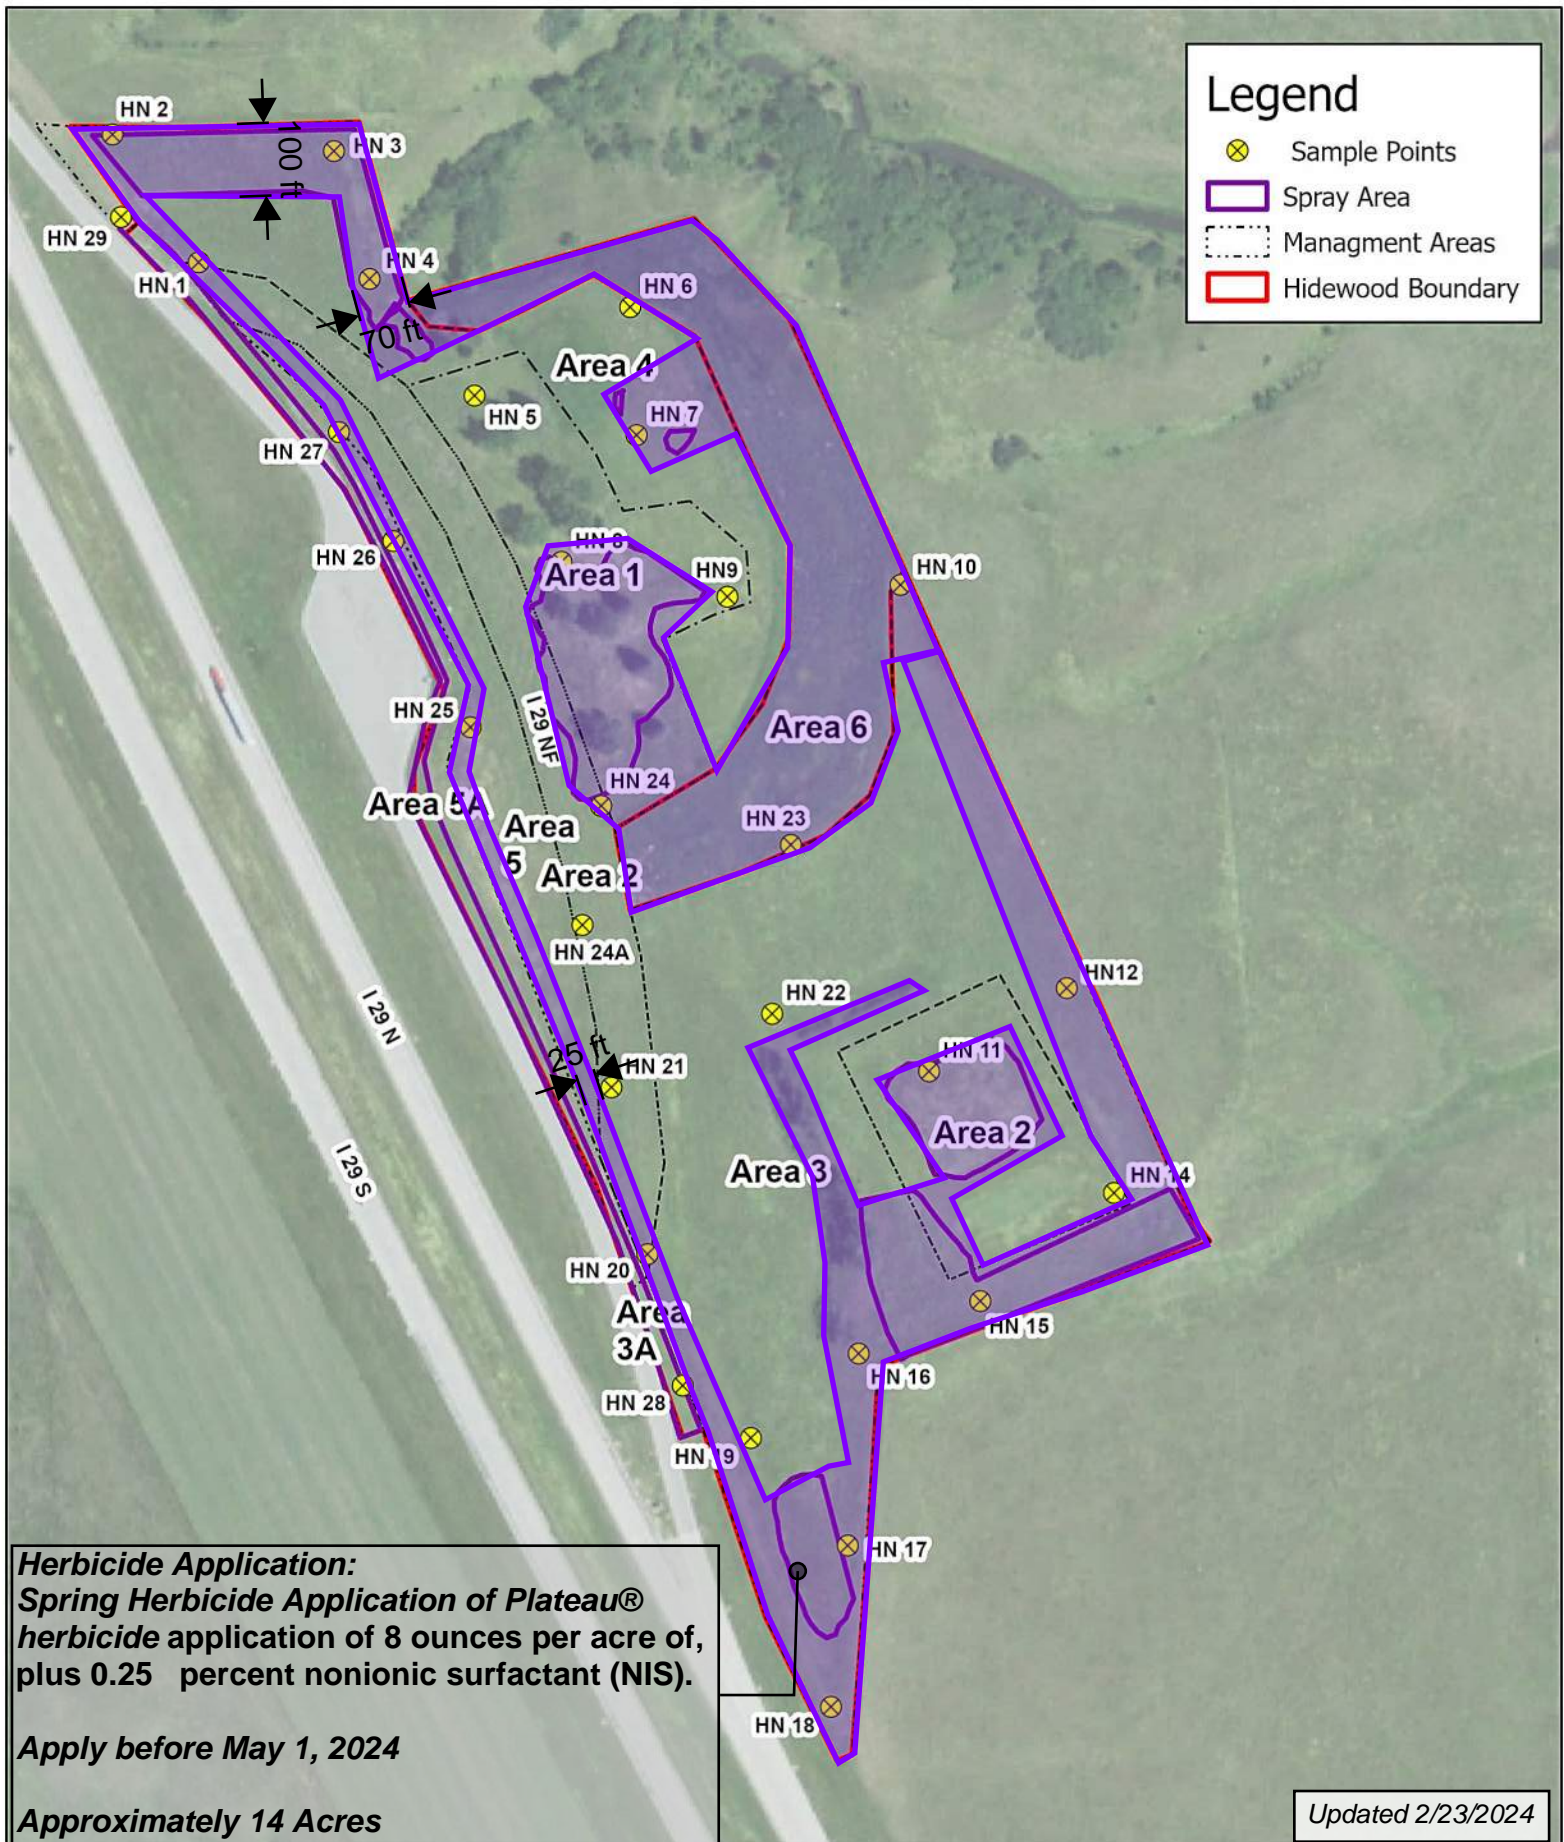 Legend
Sample Points
Spray Area
Managment Areas
Hidewood Boundary
HN 2
100 ft
HN 3
HN 29
HN 1
HN 4
70 ft
HN 6
Area 4
HN 5
HN 7
HN 27
HN 26
HN 8
Area 1
HN9
HN 10
HN 25
I 29 NF
Area 6
HN 24
Area 5A
Area
5
HN 23
Area 2
HN 24A
HN 22
HN12
I 29 N
25 ft
HN 21
HN 11
Area 2
I 29 S
Area 3
HN 14
HN 20
Area
3A
HN 15
HN 16
HN 28
HN 19
HN 17
HN 18
Herbicide Application:
Spring Herbicide Application of Plateau®
herbicide application of 8 ounces per acre of,
plus 0.25 percent nonionic surfactant (NIS).
Apply before May 1, 2024
Approximately 14 Acres
Updated 2/23/2024